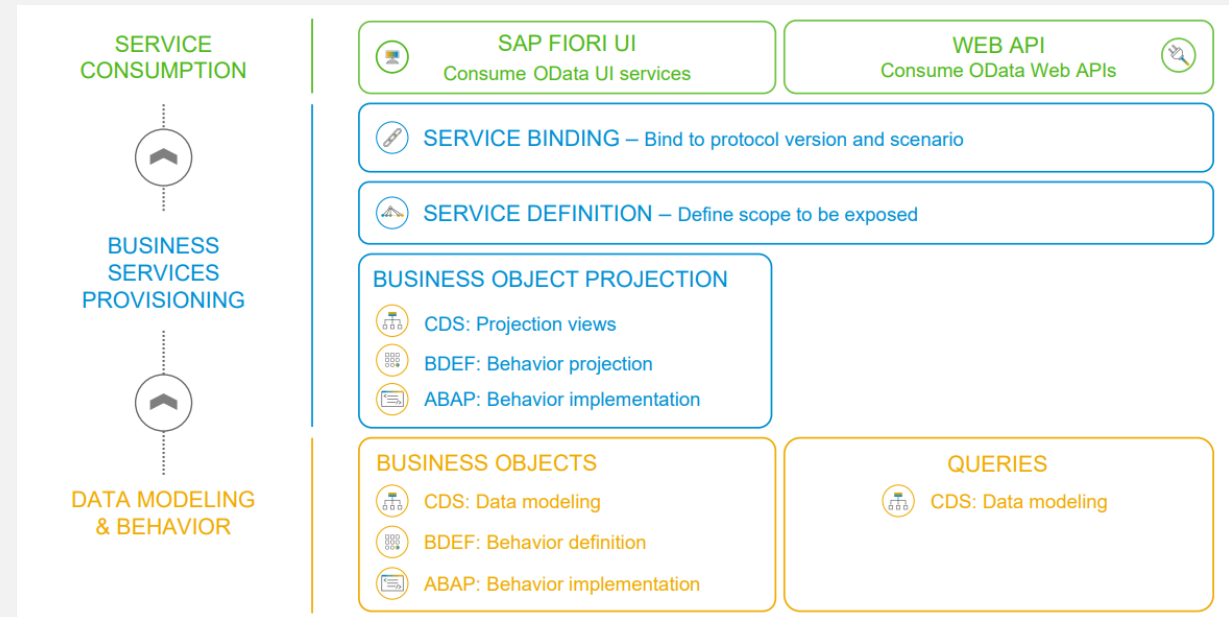 SERVICE
CONSUMPTION
SAP FIORI UI
Consume OData UI services
WEB API
Consume OData Web APIs
SERVICE BINDING – Bind to protocol version and scenario
SERVICE DEFINITION – Define scope to be exposed
BUSINESS
SERVICES
PROVISIONING
BUSINESS OBJECT PROJECTION
CDS: Projection views
BDEF: Behavior projection
ABAP: Behavior implementation
DATA MODELING
& BEHAVIOR
BUSINESS OBJECTS
CDS: Data modeling
BDEF: Behavior definition
ABAP: Behavior implementation
QUERIES
CDS: Data modeling